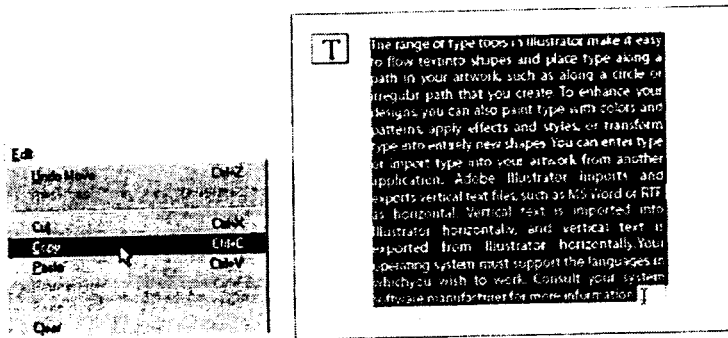 Edit
Undo Move Ctrl+Z
Cut Ctrl+X
Copy Ctrl+C
Paste Ctrl+V
Clear
T
The range of type tools in Illustrator make it easy
to flow textinto shapes and place type along a
path in your artwork, such as along a circle or
irregular path that you create. To enhance your
designs, you can also paint type with colors and
patterns, apply effects and styles, or transform
type into entirely new shapes. You can enter type
or import type into your artwork from another
application. Adobe Illustrator imports and
exports vertical text files, such as MS Word or RTF,
as horizontal. Vertical text is imported into
Illustrator horizontally, and vertical text is
exported from Illustrator horizontally. Your
operating system must support the languages in
whichyou wish to work. Consult your system
software manufacturer for more information.